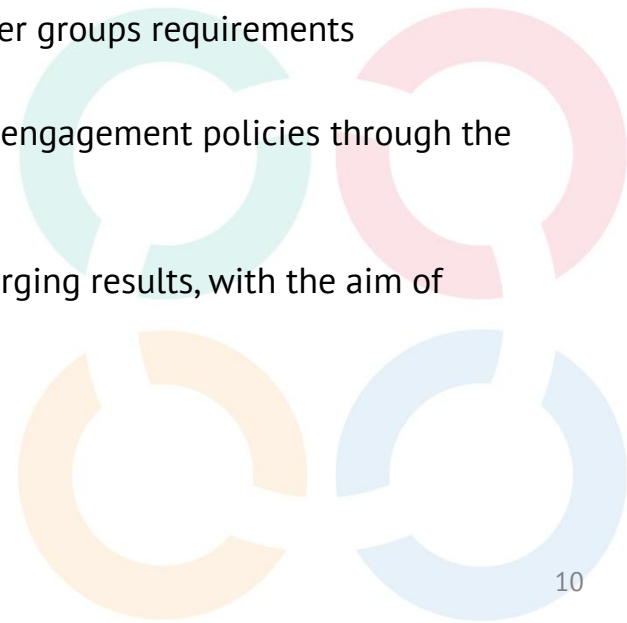 er groups requirements
engagement policies through the
rging results, with the aim of
10